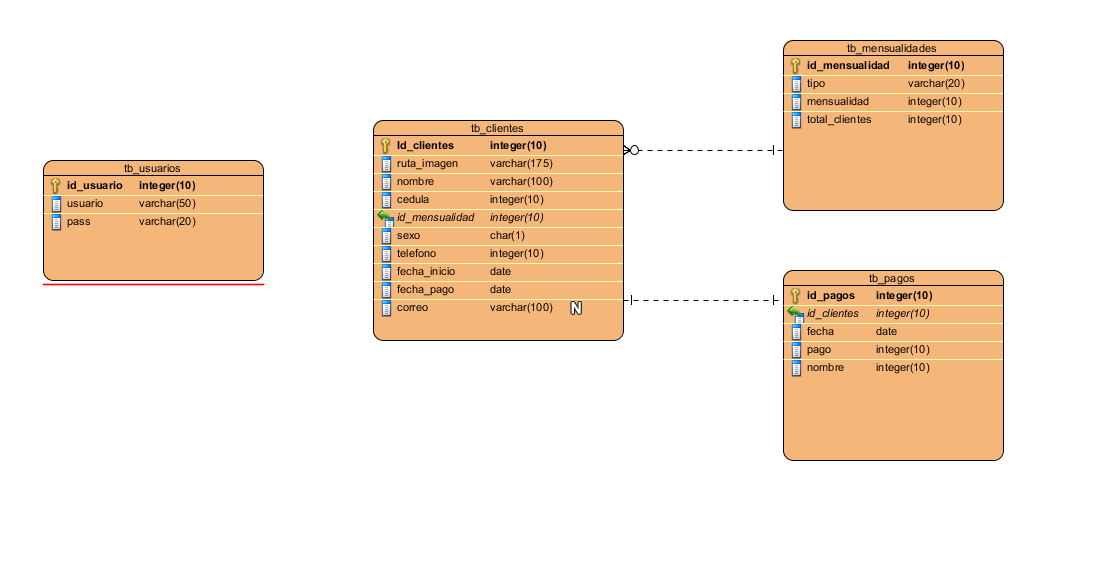 tb_usuarios
id_usuario integer(10)
usuario varchar(50)
pass varchar(20)
tb_clientes
Id_clientes integer(10)
ruta_imagen varchar(175)
nombre varchar(100)
cedula integer(10)
id_mensualidad integer(10)
sexo char(1)
telefono integer(10)
fecha_inicio date
fecha_pago date
correo varchar(100) N
tb_mensualidades
id_mensualidad integer(10)
tipo varchar(20)
mensualidad integer(10)
total_clientes integer(10)
tb_pagos
id_pagos integer(10)
id_clientes integer(10)
fecha date
pago integer(10)
nombre integer(10)